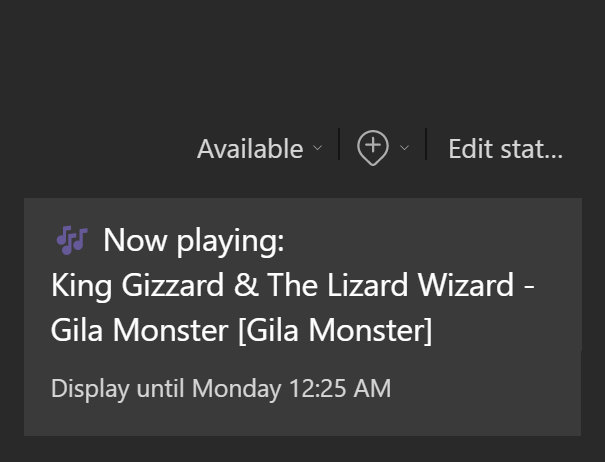 Available Edit stat...
🎶 Now playing:
King Gizzard & The Lizard Wizard -
Gila Monster [Gila Monster]
Display until Monday 12:25 AM